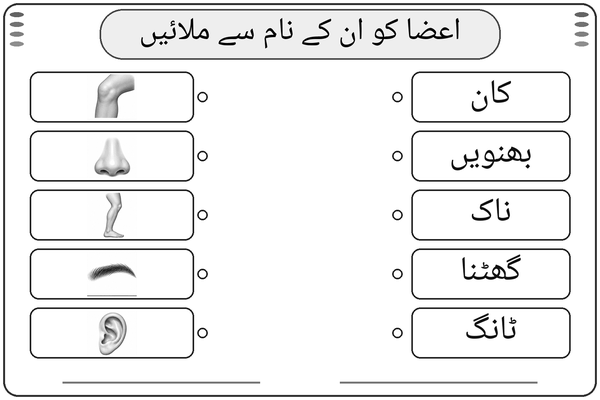 اعضا کو ان کے نام سے ملائیں
کان
بھنویں
ناک
گھٹنا
ٹانگ